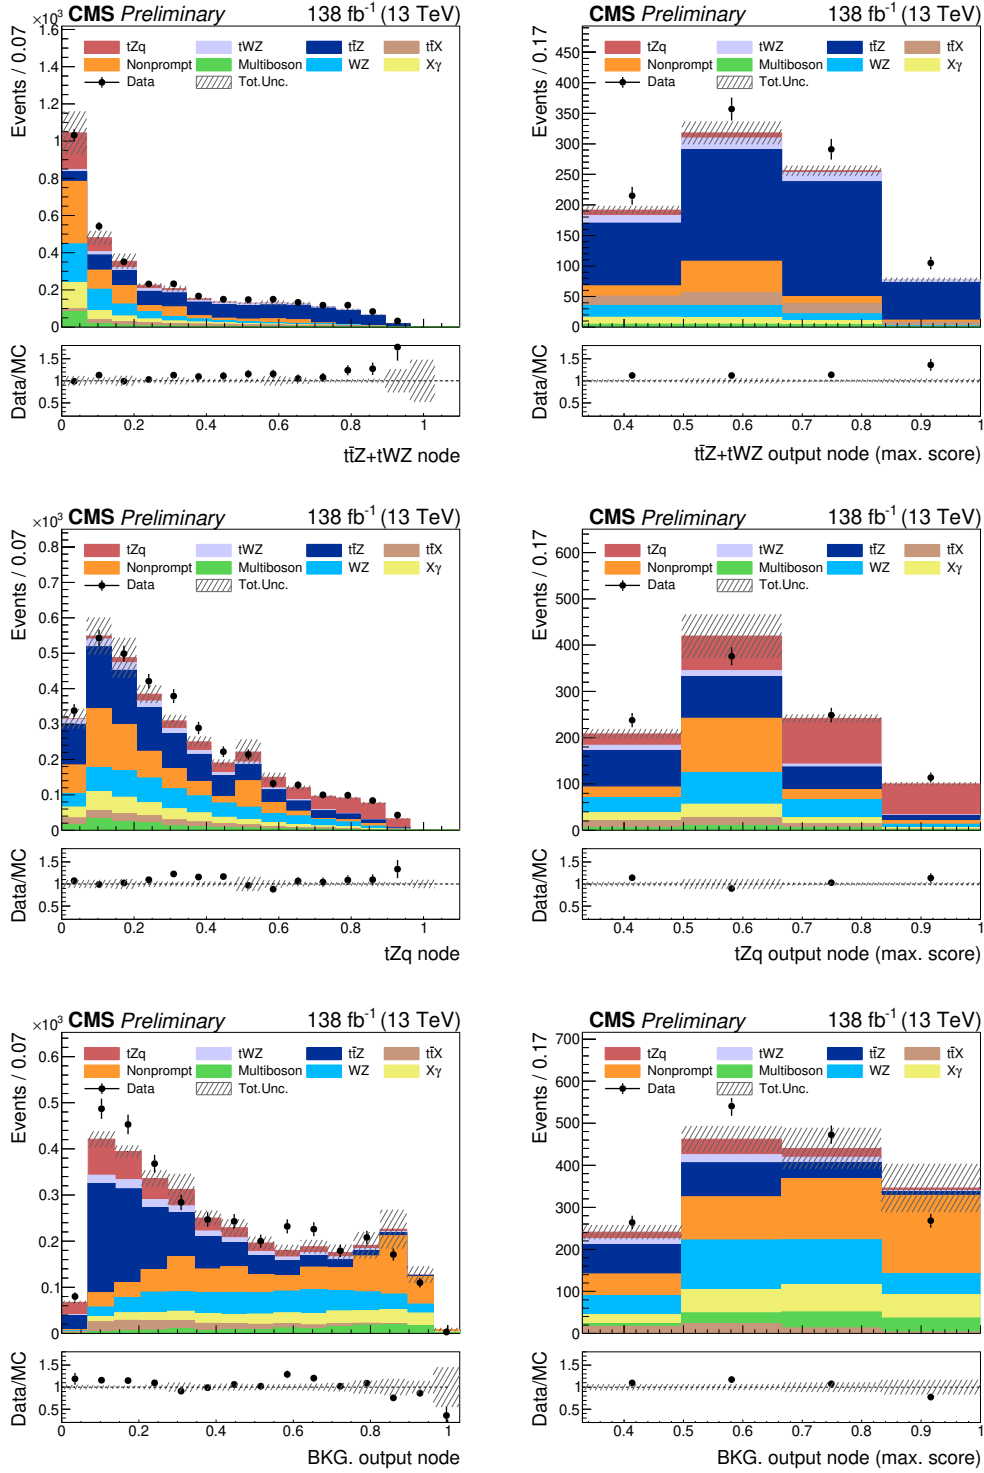 ×10³ CMS Preliminary 138 fb⁻¹ (13 TeV)
Events / 0.07
tZq tWZ tt̄Z tt̄X
Nonprompt Multiboson WZ Xγ
Data Tot.Unc.
1.6
1.4
1.2
1
0.8
0.6
0.4
0.2
0
Data/MC
1.5
1
0.5
0 0.2 0.4 0.6 0.8 1
tt̄Z+tWZ node
CMS Preliminary 138 fb⁻¹ (13 TeV)
Events / 0.17
tZq tWZ tt̄Z tt̄X
Nonprompt Multiboson WZ Xγ
Data Tot.Unc.
450
400
350
300
250
200
150
100
50
0
Data/MC
1.5
1
0.5
0.4 0.5 0.6 0.7 0.8 0.9 1
tt̄Z+tWZ output node (max. score)
×10³ CMS Preliminary 138 fb⁻¹ (13 TeV)
Events / 0.07
tZq tWZ tt̄Z tt̄X
Nonprompt Multiboson WZ Xγ
Data Tot.Unc.
0.8
0.7
0.6
0.5
0.4
0.3
0.2
0.1
0
Data/MC
1.5
1
0.5
0 0.2 0.4 0.6 0.8 1
tZq node
CMS Preliminary 138 fb⁻¹ (13 TeV)
Events / 0.17
tZq tWZ tt̄Z tt̄X
Nonprompt Multiboson WZ Xγ
Data Tot.Unc.
600
500
400
300
200
100
0
Data/MC
1.5
1
0.5
0.4 0.5 0.6 0.7 0.8 0.9 1
tZq output node (max. score)
×10³ CMS Preliminary 138 fb⁻¹ (13 TeV)
Events / 0.07
tZq tWZ tt̄Z tt̄X
Nonprompt Multiboson WZ Xγ
Data Tot.Unc.
0.6
0.5
0.4
0.3
0.2
0.1
0
Data/MC
1.5
1
0.5
0 0.2 0.4 0.6 0.8 1
BKG. output node
CMS Preliminary 138 fb⁻¹ (13 TeV)
Events / 0.17
tZq tWZ tt̄Z tt̄X
Nonprompt Multiboson WZ Xγ
Data Tot.Unc.
700
600
500
400
300
200
100
0
Data/MC
1.5
1
0.5
0.4 0.5 0.6 0.7 0.8 0.9 1
BKG. output node (max. score)